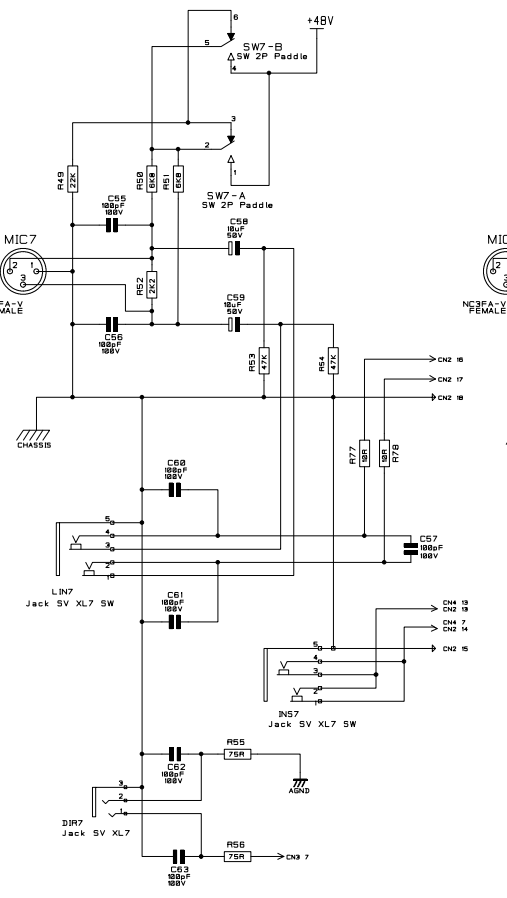 6
+48V
5
SW7-B
SW 2P Paddle
4
3
2
R49
22K
R50
6K8
R51
6K8
1
C55
100pF
100V
SW7-A
SW 2P Paddle
C58
10uF
50V
MIC7
MIC
2
1
3
2
R52
2K2
C59
10uF
50V
FA-V
MALE
NC3FA-V
FEMALE
C56
100pF
100V
R53
47K
R54
47K
CN2 16
CN2 17
CN2 18
CHASSIS
R77
10R
10R
R78
C60
100pF
100V
5
4
3
2
1
C57
100pF
100V
LIN7
Jack SV XL7 SW
C61
100pF
100V
CN4 13
CN2 13
CN4 7
CN2 14
CN2 15
5
4
3
2
1
INS7
Jack SV XL7 SW
R55
75R
C62
100pF
100V
AGND
3
2
1
DIR7
Jack SV XL7
R56
75R
CN3 7
C63
100pF
100V